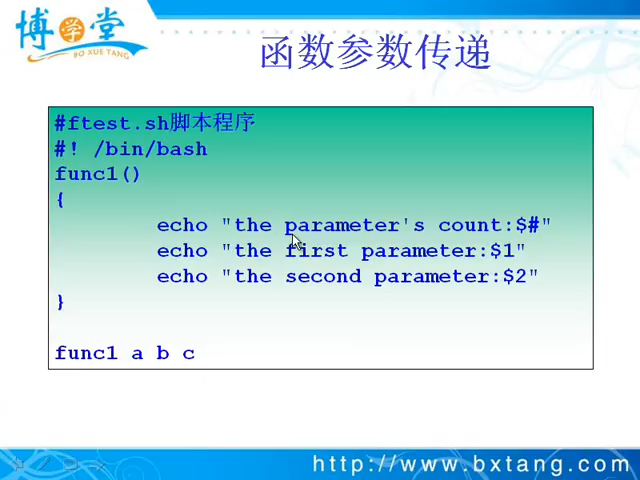 博学堂
BO XUE TANG
函数参数传递
#ftest.sh脚本程序
#! /bin/bash
func1()
{
echo "the parameter's count:$#"
echo "the first parameter:$1"
echo "the second parameter:$2"
}
func1 a b c
http://www.bxtang.com